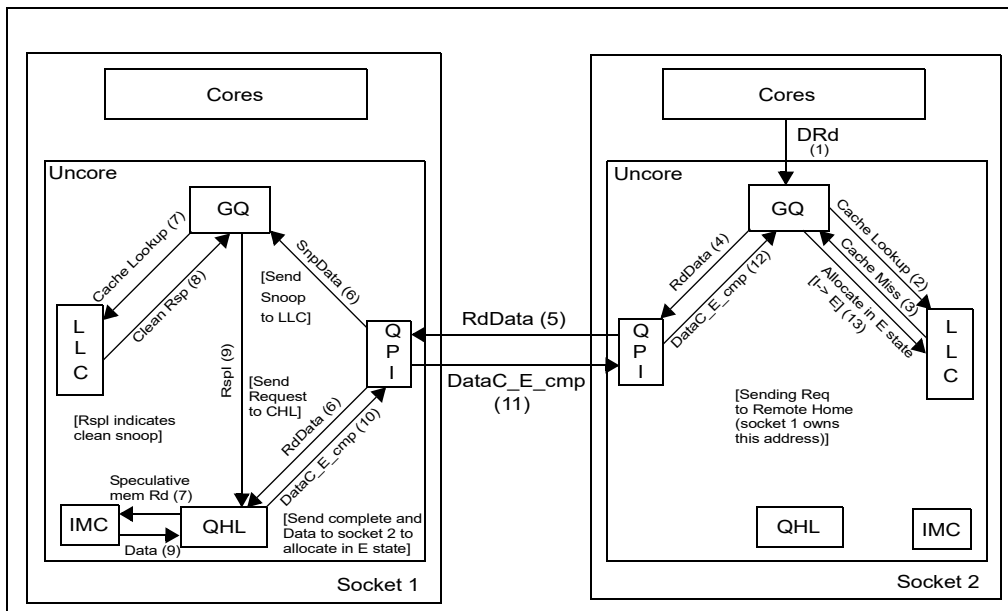 Cores
Uncore
GQ
Cache Lookup (7)
Clean Rsp (8)
SnpData (6)
[Send
Snoop
to LLC]
L
L
C
Q
P
I
RspI (9)
[Send
Request
to CHL]
RdData (6)
DataC_E_cmp (10)
[RspI indicates
clean snoop]
Speculative
mem Rd (7)
IMC
QHL
Data (9)
[Send complete and
Data to socket 2 to
allocate in E state]
Socket 1
RdData (5)
DataC_E_cmp
(11)
Cores
DRd
(1)
Uncore
GQ
RdData (4)
DataC_E_cmp (12)
Cache Lookup (2)
Cache Miss (3)
Allocate in E state
[I-> E] (13)
Q
P
I
L
L
C
[Sending Req
to Remote Home
(socket 1 owns
this address)]
QHL
IMC
Socket 2